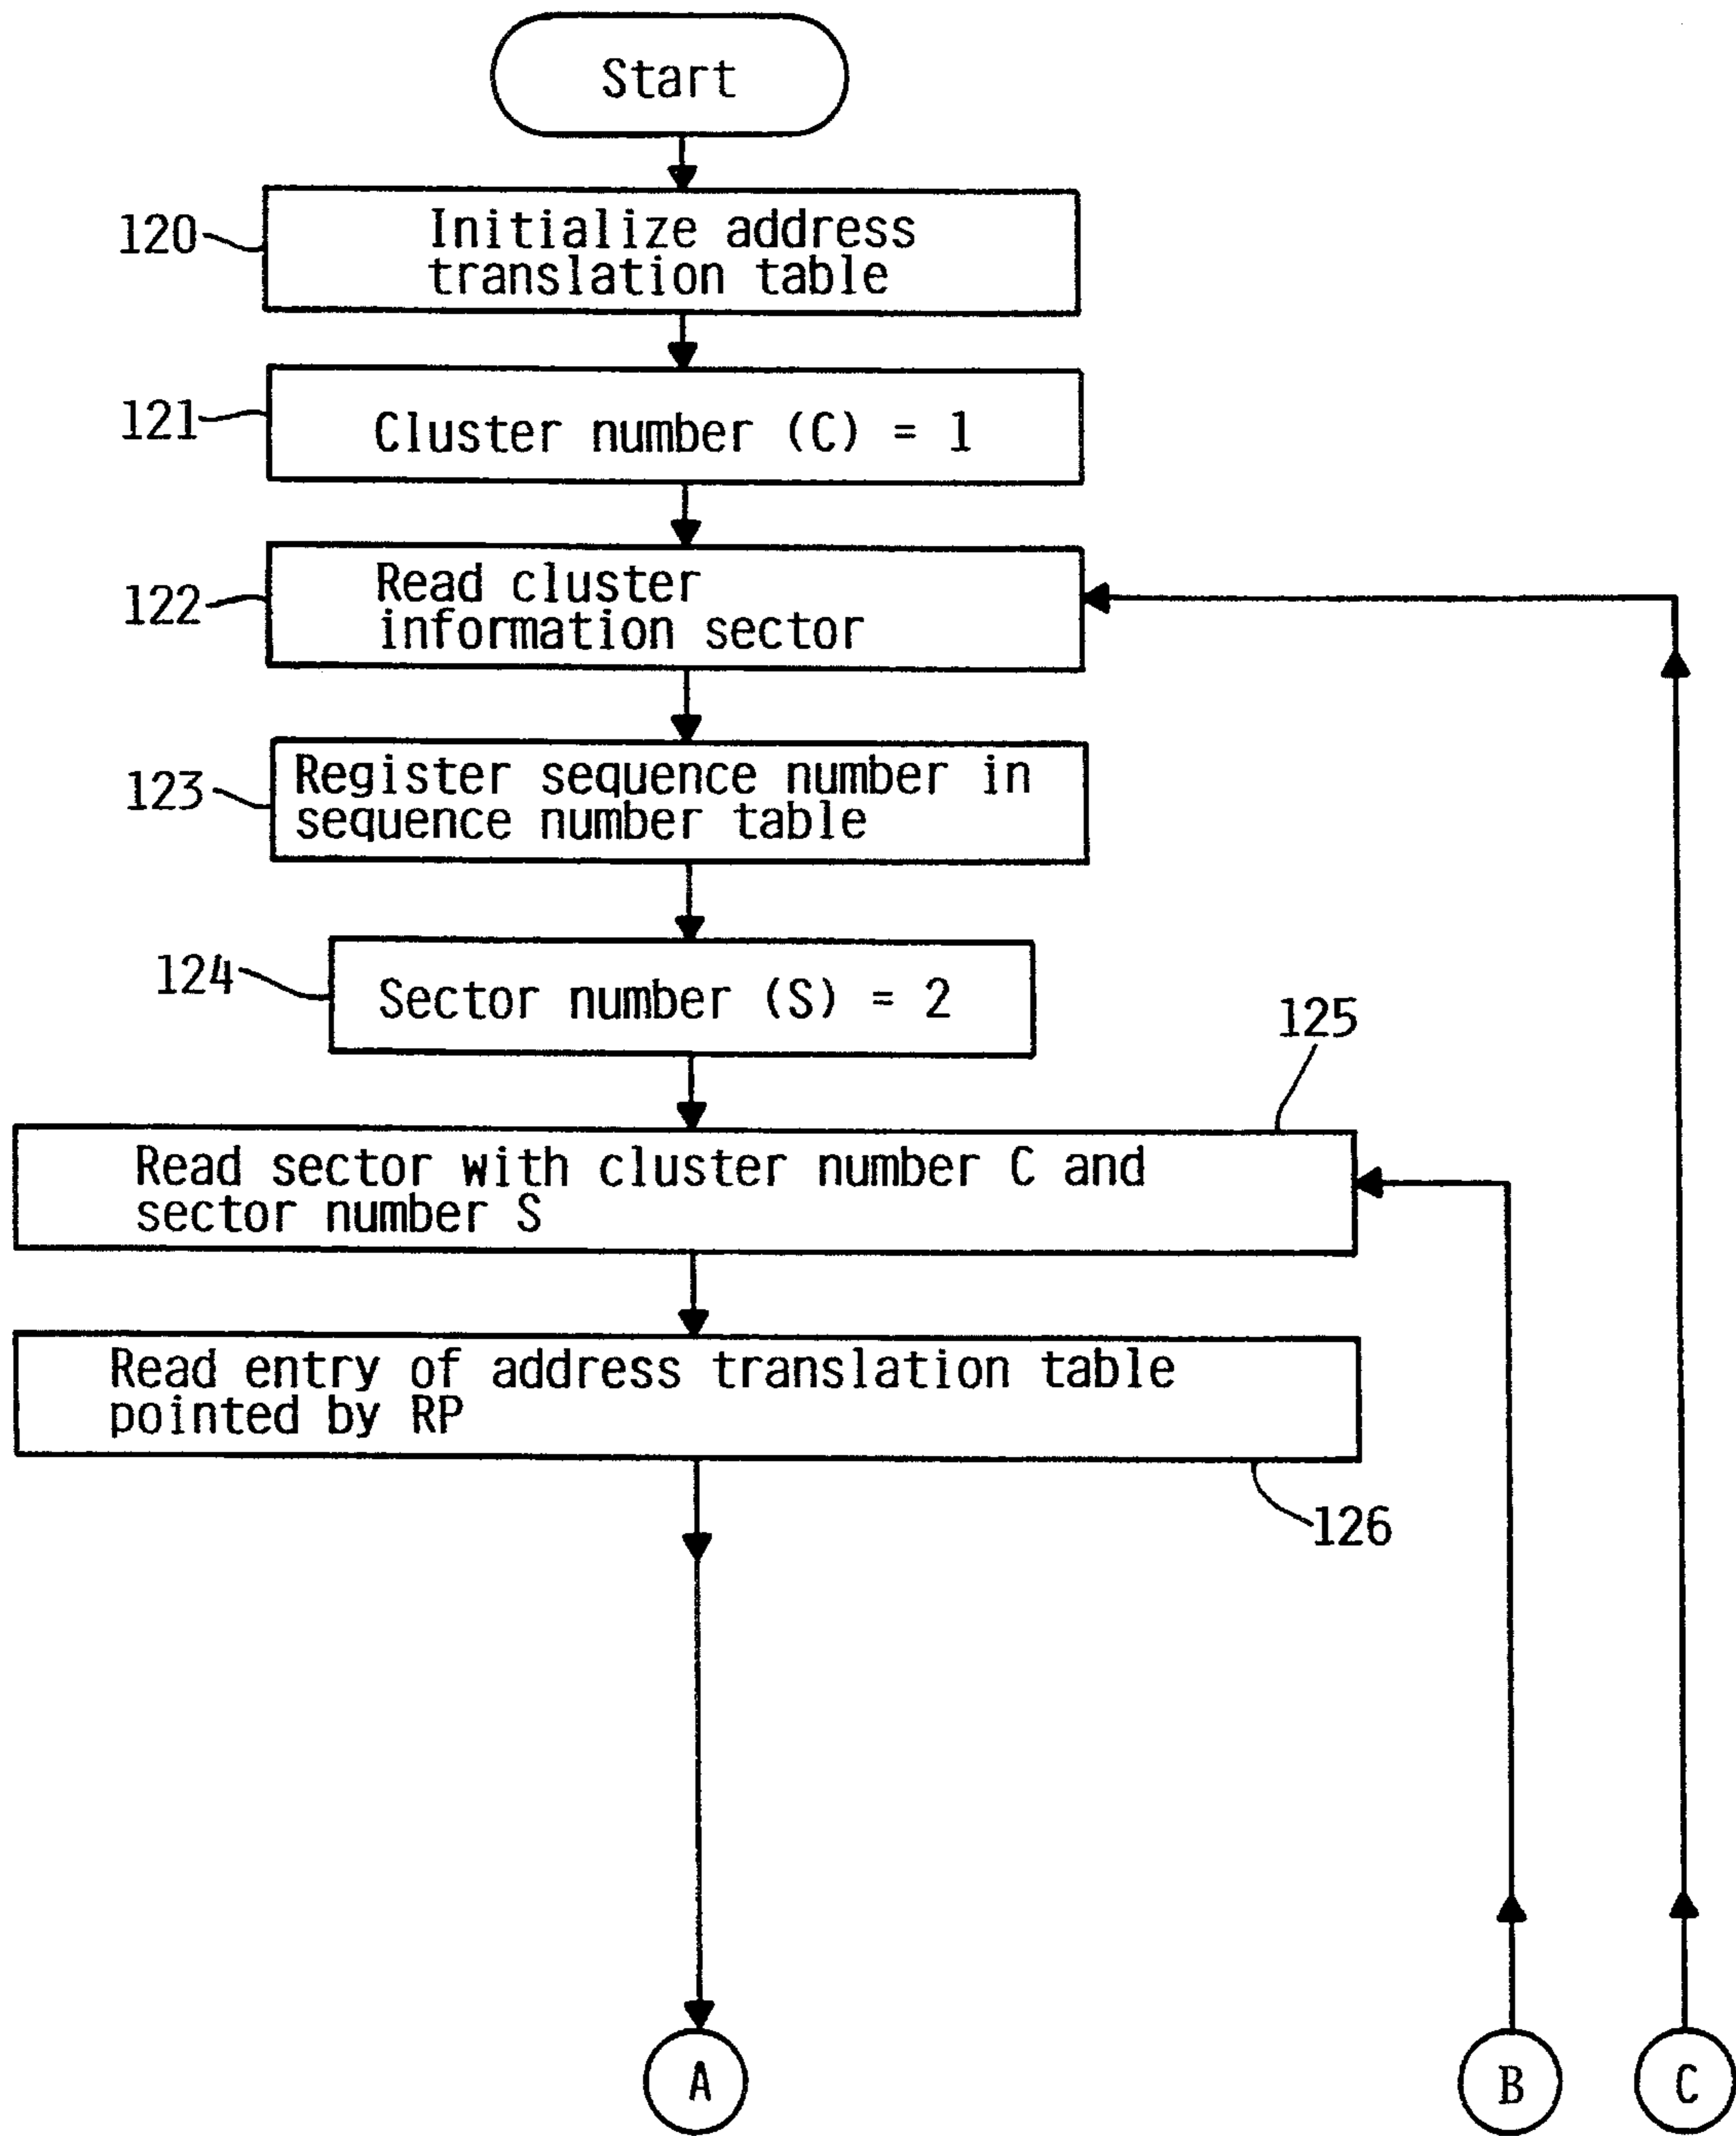 Start
120
Initialize address
translation table
121
Cluster number (C) = 1
122
Read cluster
information sector
123
Register sequence number in
sequence number table
124
Sector number (S) = 2
125
Read sector with cluster number C and
sector number S
Read entry of address translation table
pointed by RP
126
A
B
C